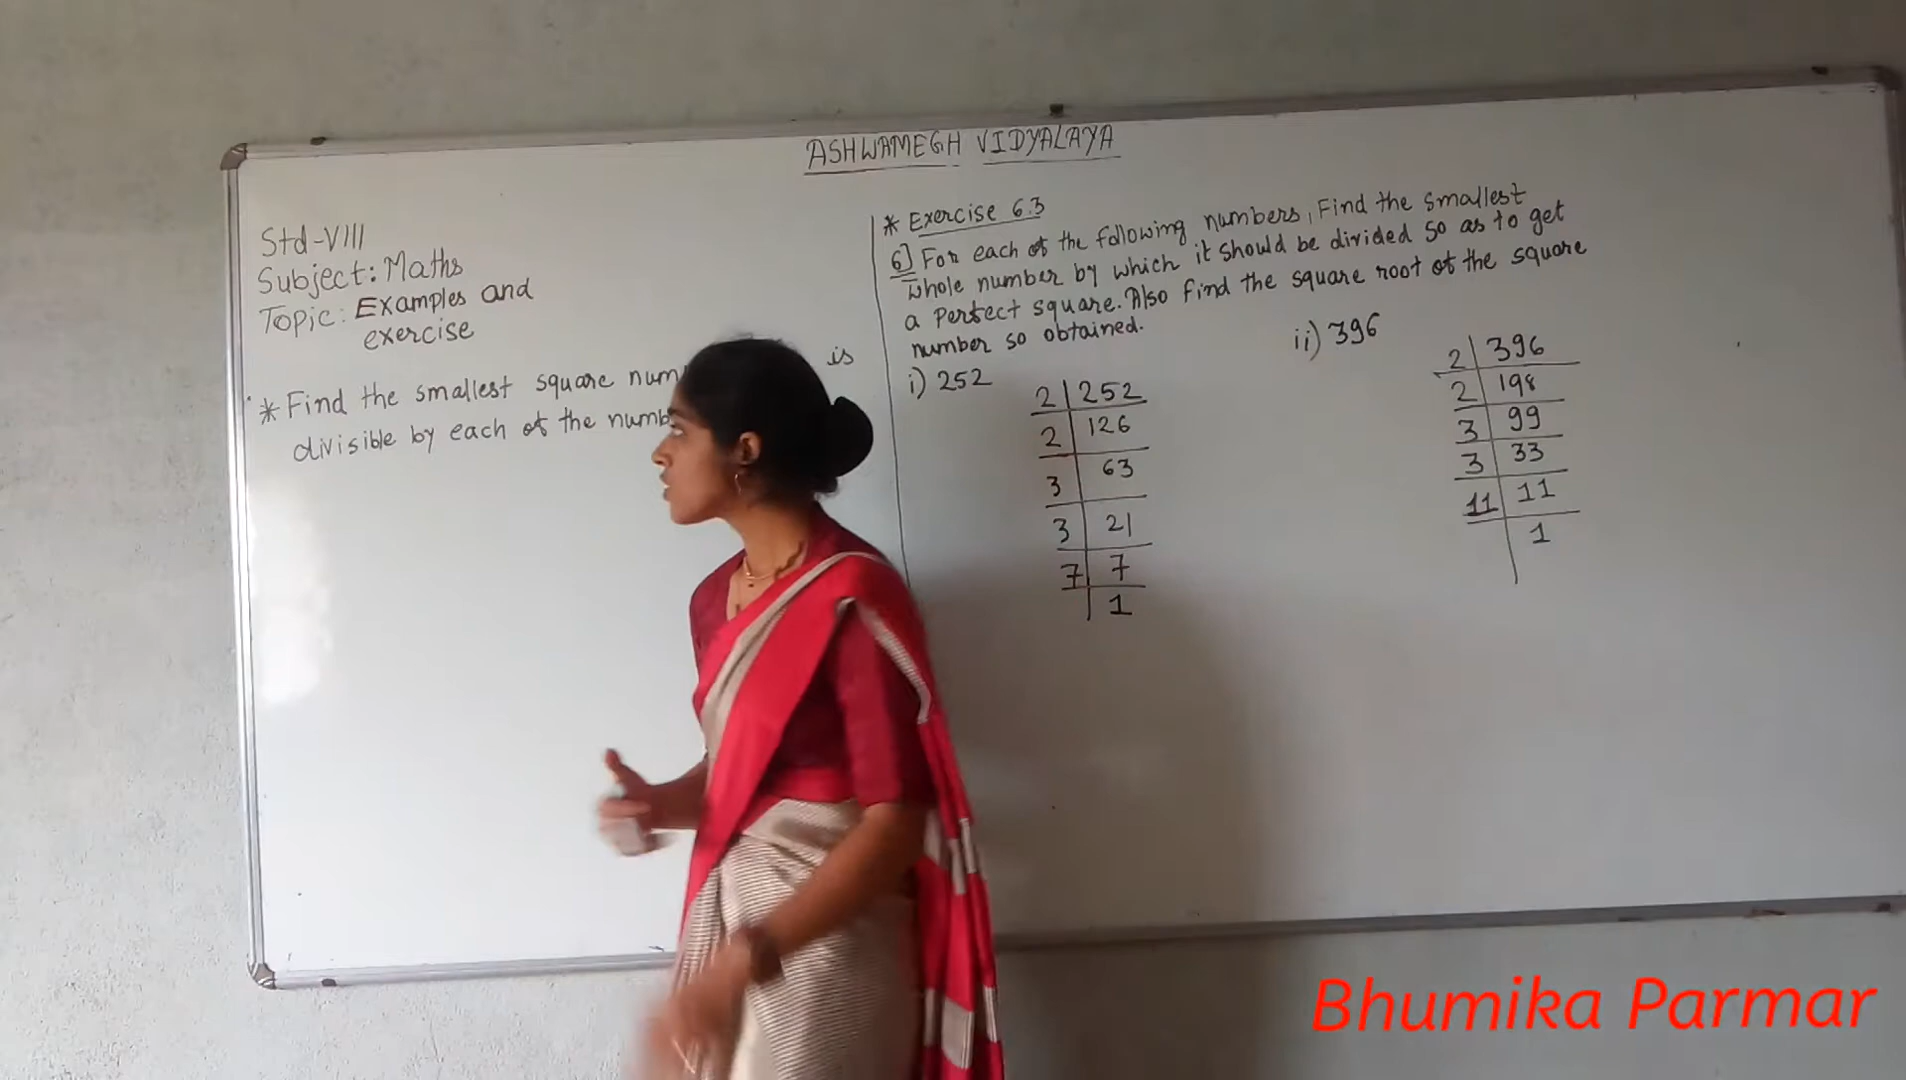 ASHWAMEGH VIDYALAYA
Std-VIII
Subject: Maths
Topic: Examples and
exercise
* Find the smallest square num is
divisible by each of the numb
* Exercise 6.3
6] For each of the following numbers, Find the smallest
whole number by which it should be divided so as to get
a perfect square. Also find the square root of the square
number so obtained.
i) 252
2 | 252
2 | 126
3 | 63
3 | 21
7 | 7
| 1
ii) 396
2 | 396
2 | 198
3 | 99
3 | 33
11 | 11
| 1
Bhumika Parmar